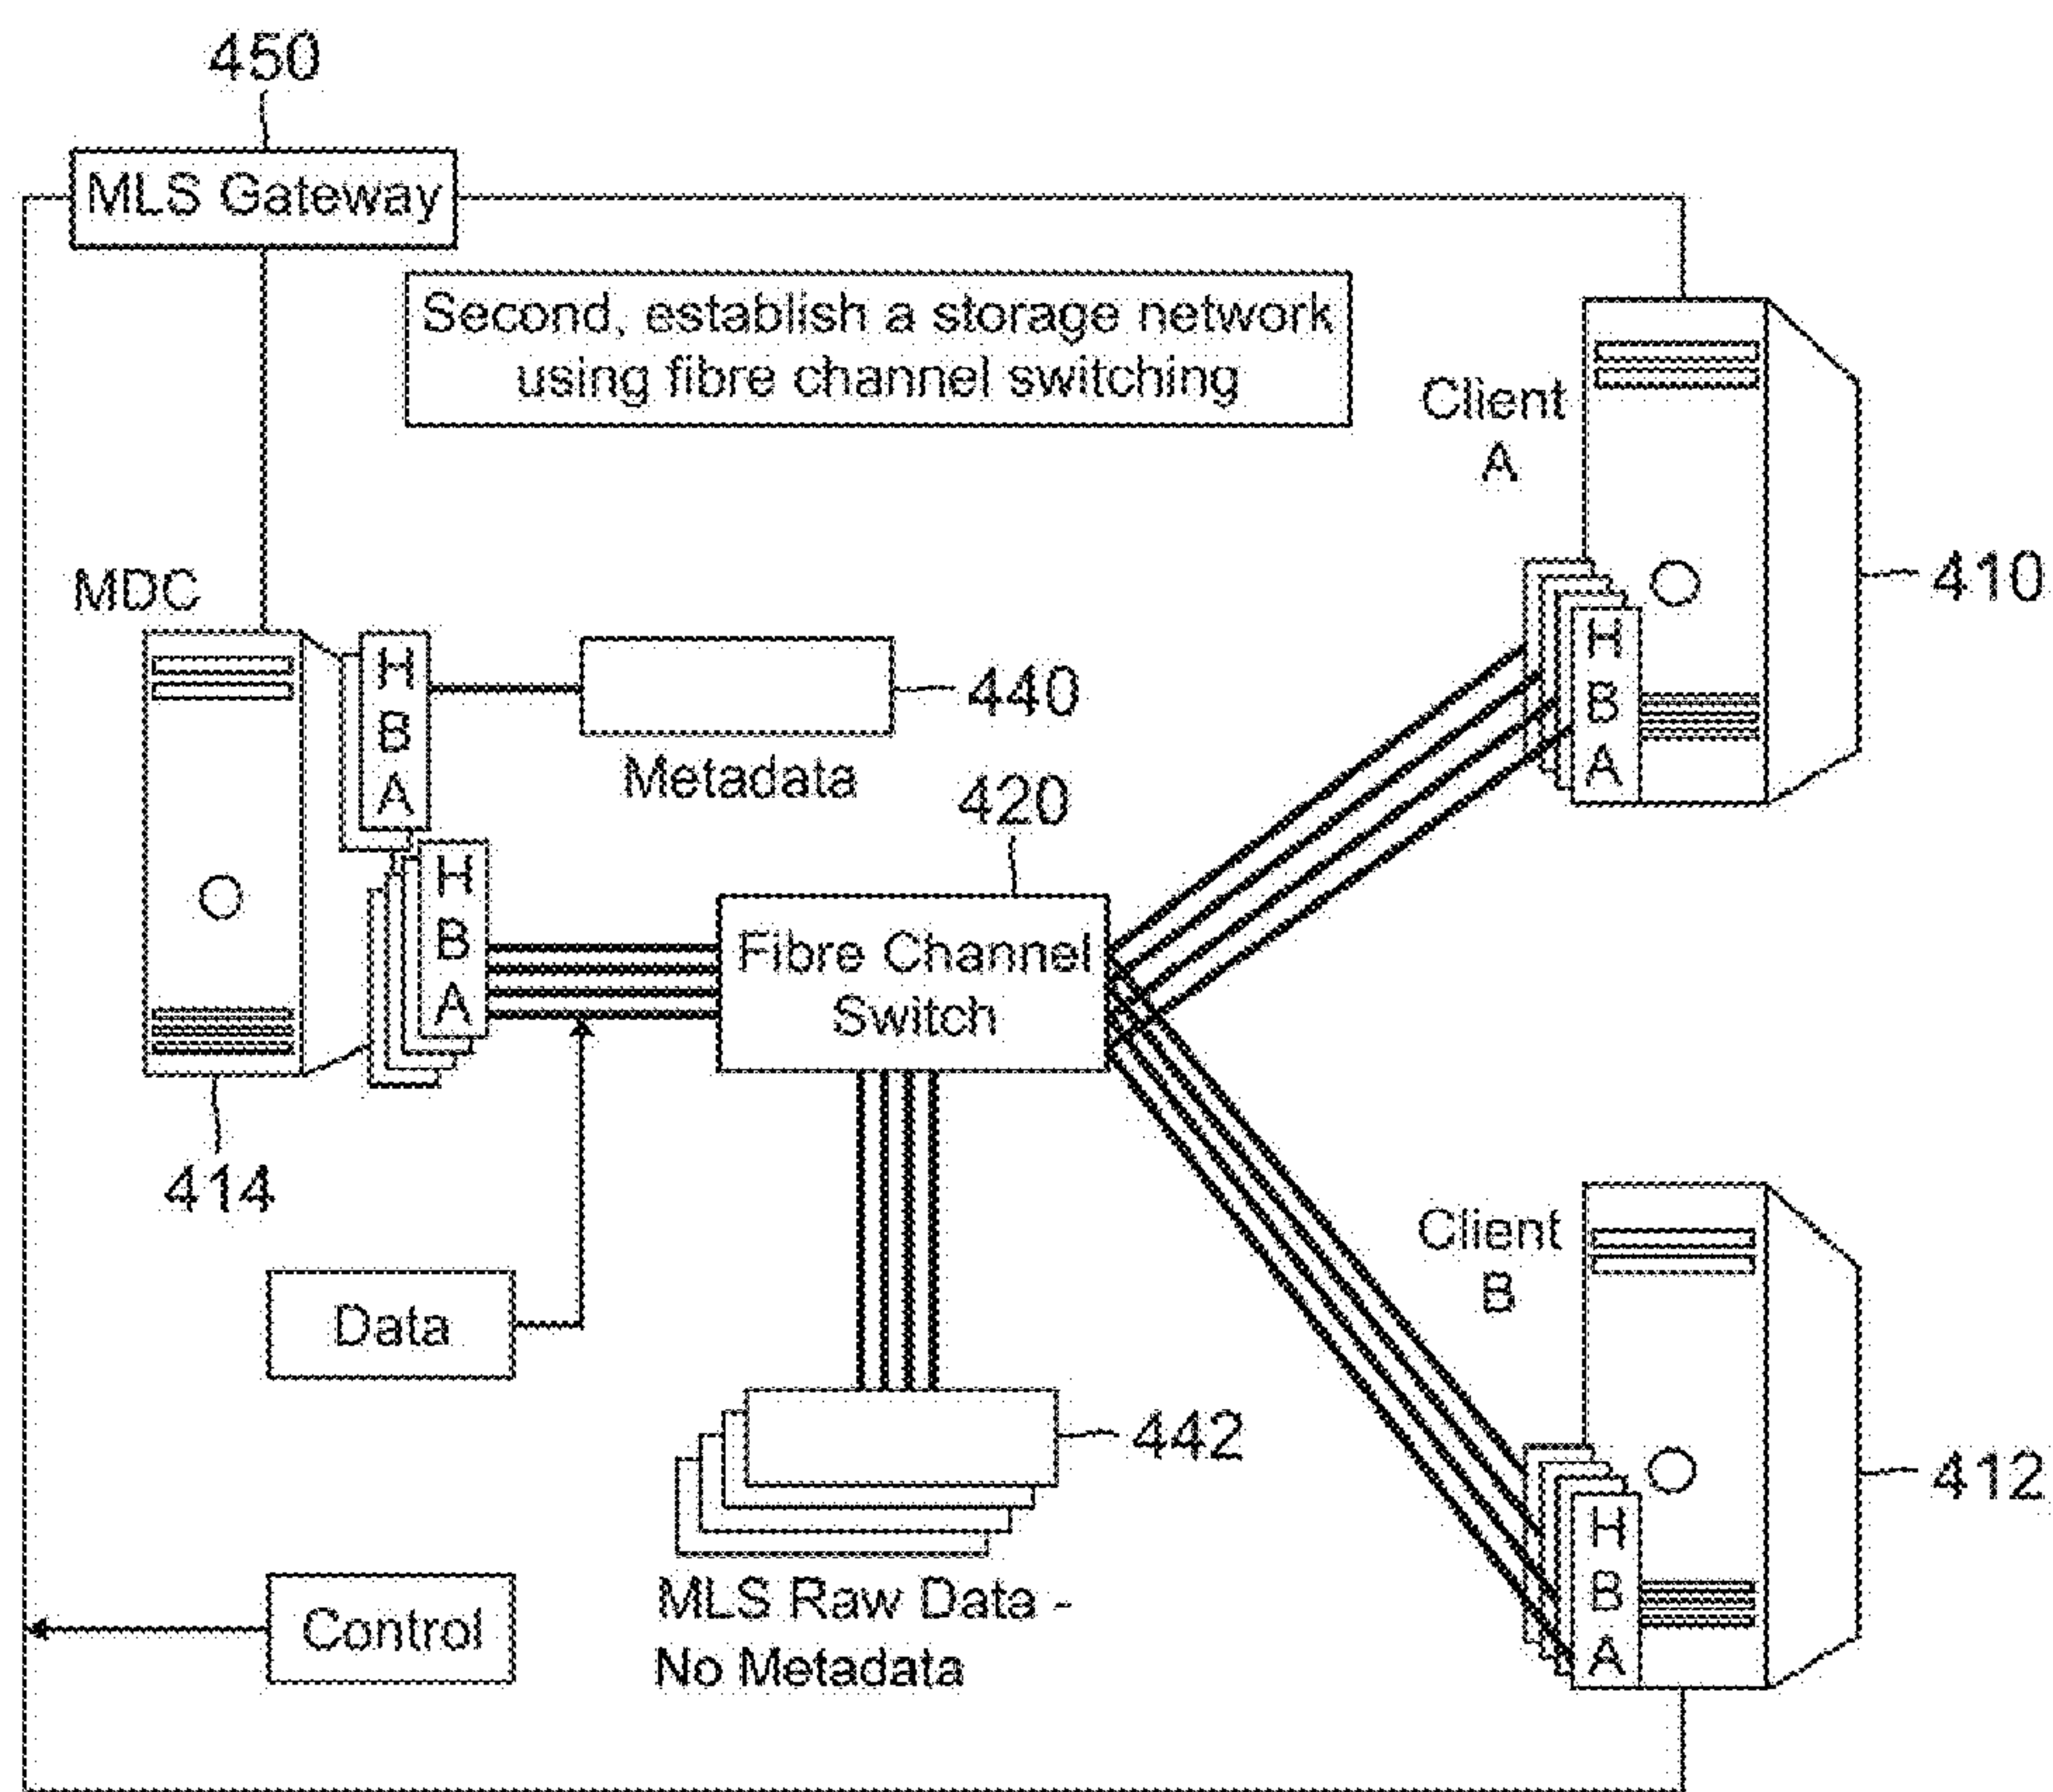 450
MLS Gateway
Second, establish a storage network
using fibre channel switching
Client
A
410
MDC
H
B
A
440
Metadata
H
B
A
420
H
B
A
Fibre Channel
Switch
414
Client
B
Data
442
412
H
B
A
MLS Raw Data -
No Metadata
Control